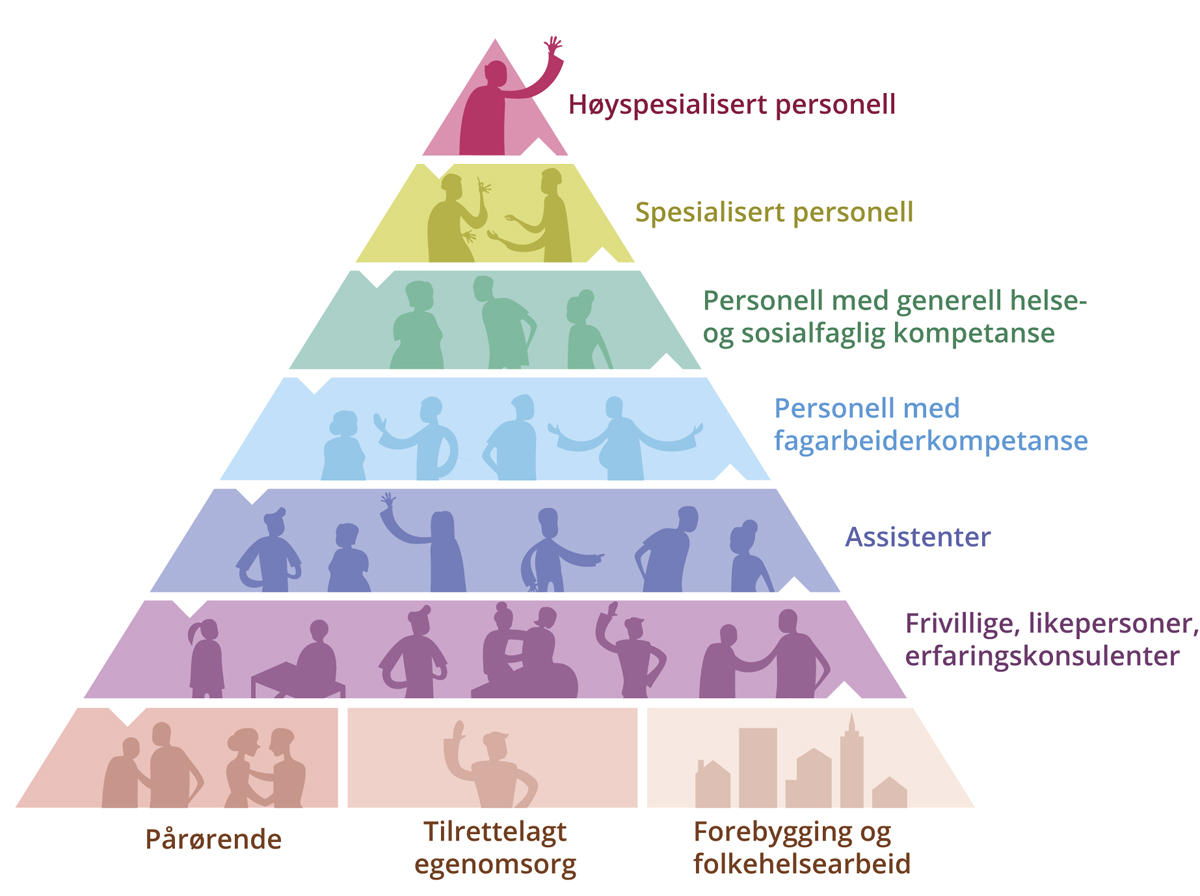 Høyspesialisert personell
Spesialisert personell
Personell med generell helse-
og sosialfaglig kompetanse
Personell med
fagarbeiderkompetanse
Assistenter
Frivillige, likepersoner,
erfaringskonsulenter
Pårørende
Tilrettelagt
egenomsorg
Forebygging og
folkehelsearbeid